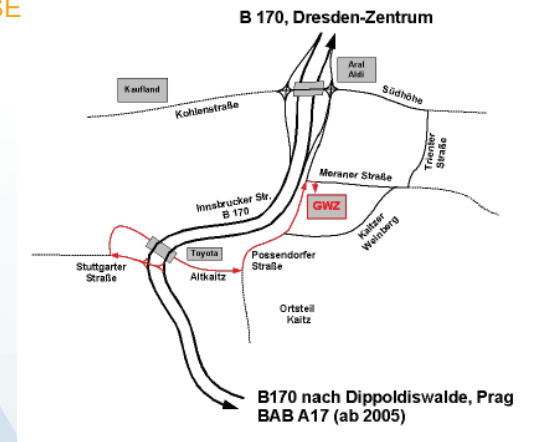 SE
B 170, Dresden-Zentrum
Aral
Aldi
Kaufland
Südhöhe
Kohlenstraße
Trienter
Straße
Meraner Straße
Innsbrucker Str.
B 170
GWZ
Kaitzer
Weinberg
Toyota
Possendorfer
Straße
Stuttgarter
Straße
Altkaitz
Ortsteil
Kaitz
B170 nach Dippoldiswalde, Prag
BAB A17 (ab 2005)